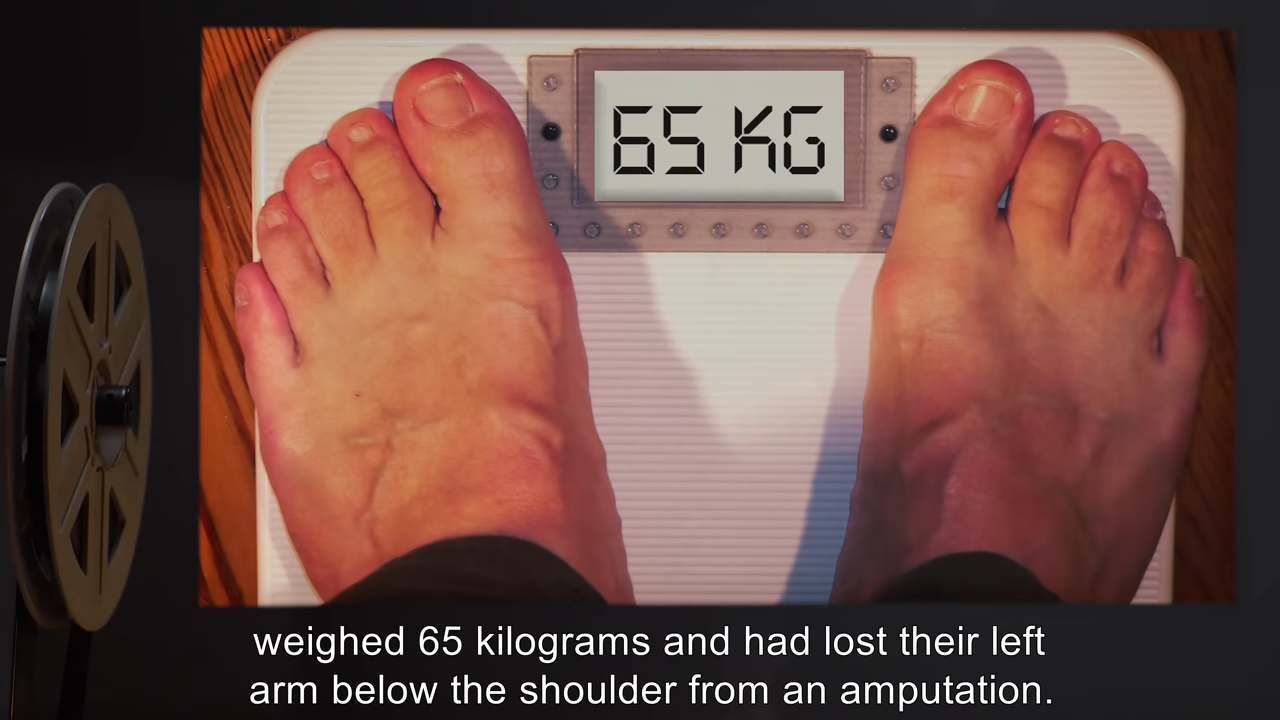 65 KG
weighed 65 kilograms and had lost their left
arm below the shoulder from an amputation.